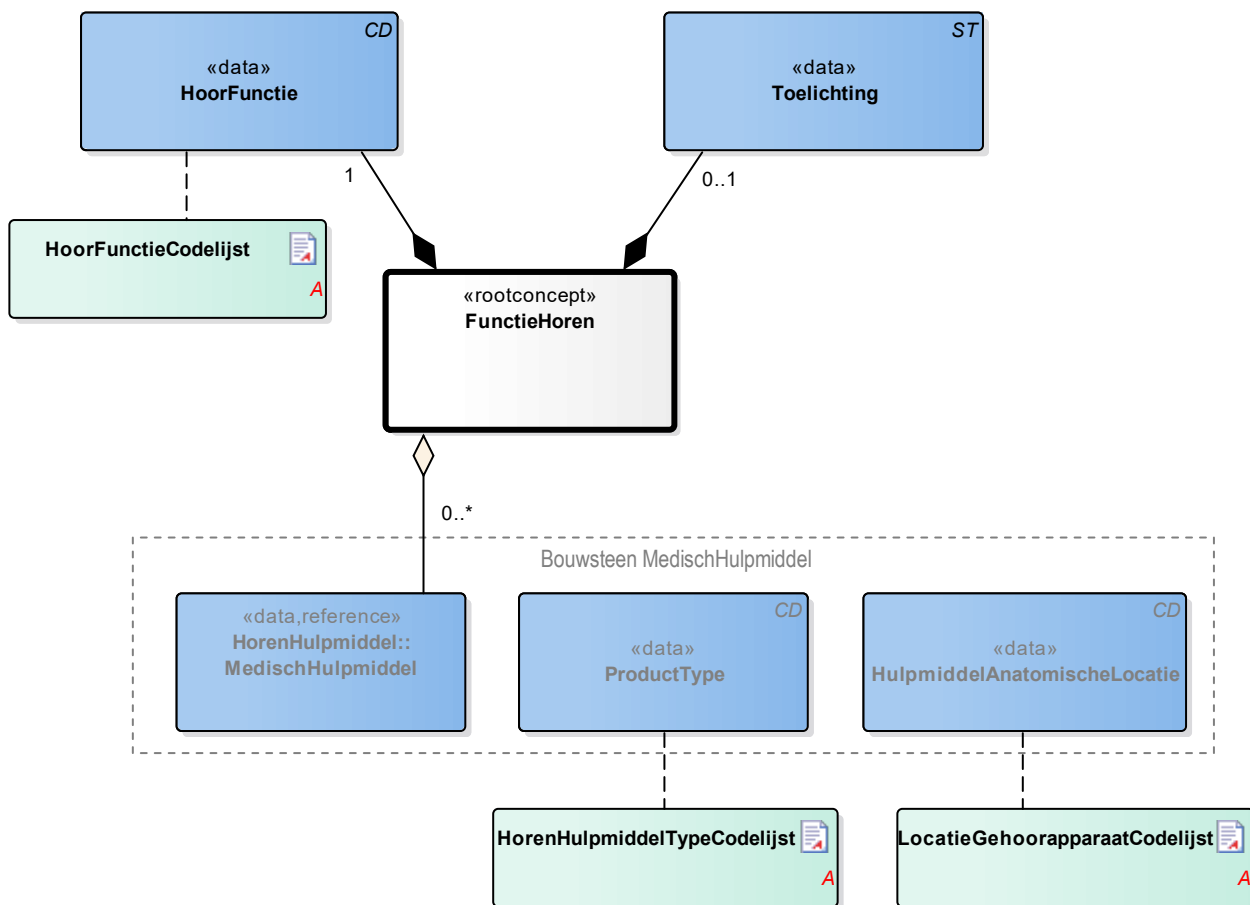 CD
«data»
HoorFunctie
ST
«data»
Toelichting
1
0..1
HoorFunctieCodelijst
A
«rootconcept»
FunctieHoren
0..*
Bouwsteen MedischHulpmiddel
«data,reference»
HorenHulpmiddel::
MedischHulpmiddel
CD
«data»
ProductType
CD
«data»
HulpmiddelAnatomischeLocatie
HorenHulpmiddelTypeCodelijst
A
LocatieGehoorapparaatCodelijst
A